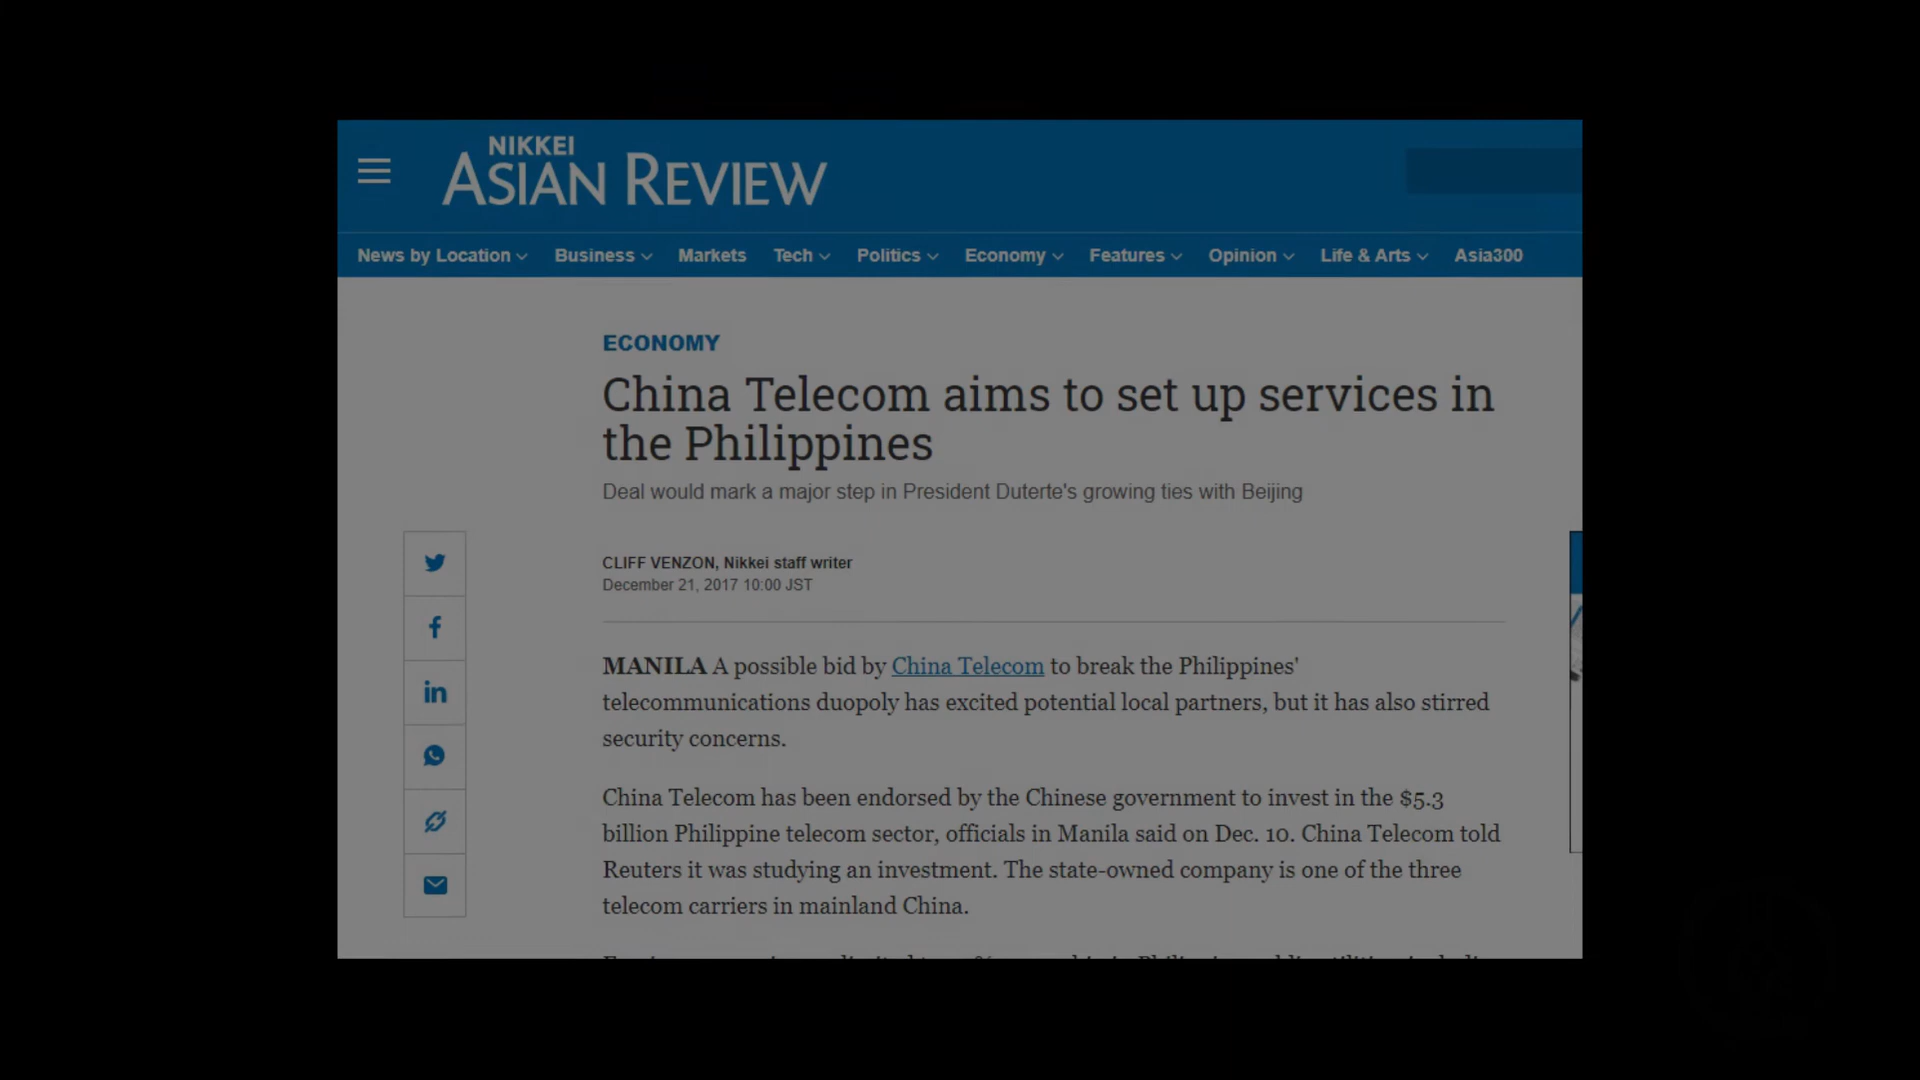 NIKKEI
ASIAN REVIEW
News by Location Business Markets Tech Politics Economy Features Opinion Life & Arts Asia300
ECONOMY
China Telecom aims to set up services in
the Philippines
Deal would mark a major step in President Duterte's growing ties with Beijing
CLIFF VENZON, Nikkei staff writer
December 21, 2017 10:00 JST
MANILA A possible bid by China Telecom to break the Philippines'
telecommunications duopoly has excited potential local partners, but it has also stirred
security concerns.
China Telecom has been endorsed by the Chinese government to invest in the $5.3
billion Philippine telecom sector, officials in Manila said on Dec. 10. China Telecom told
Reuters it was studying an investment. The state-owned company is one of the three
telecom carriers in mainland China.